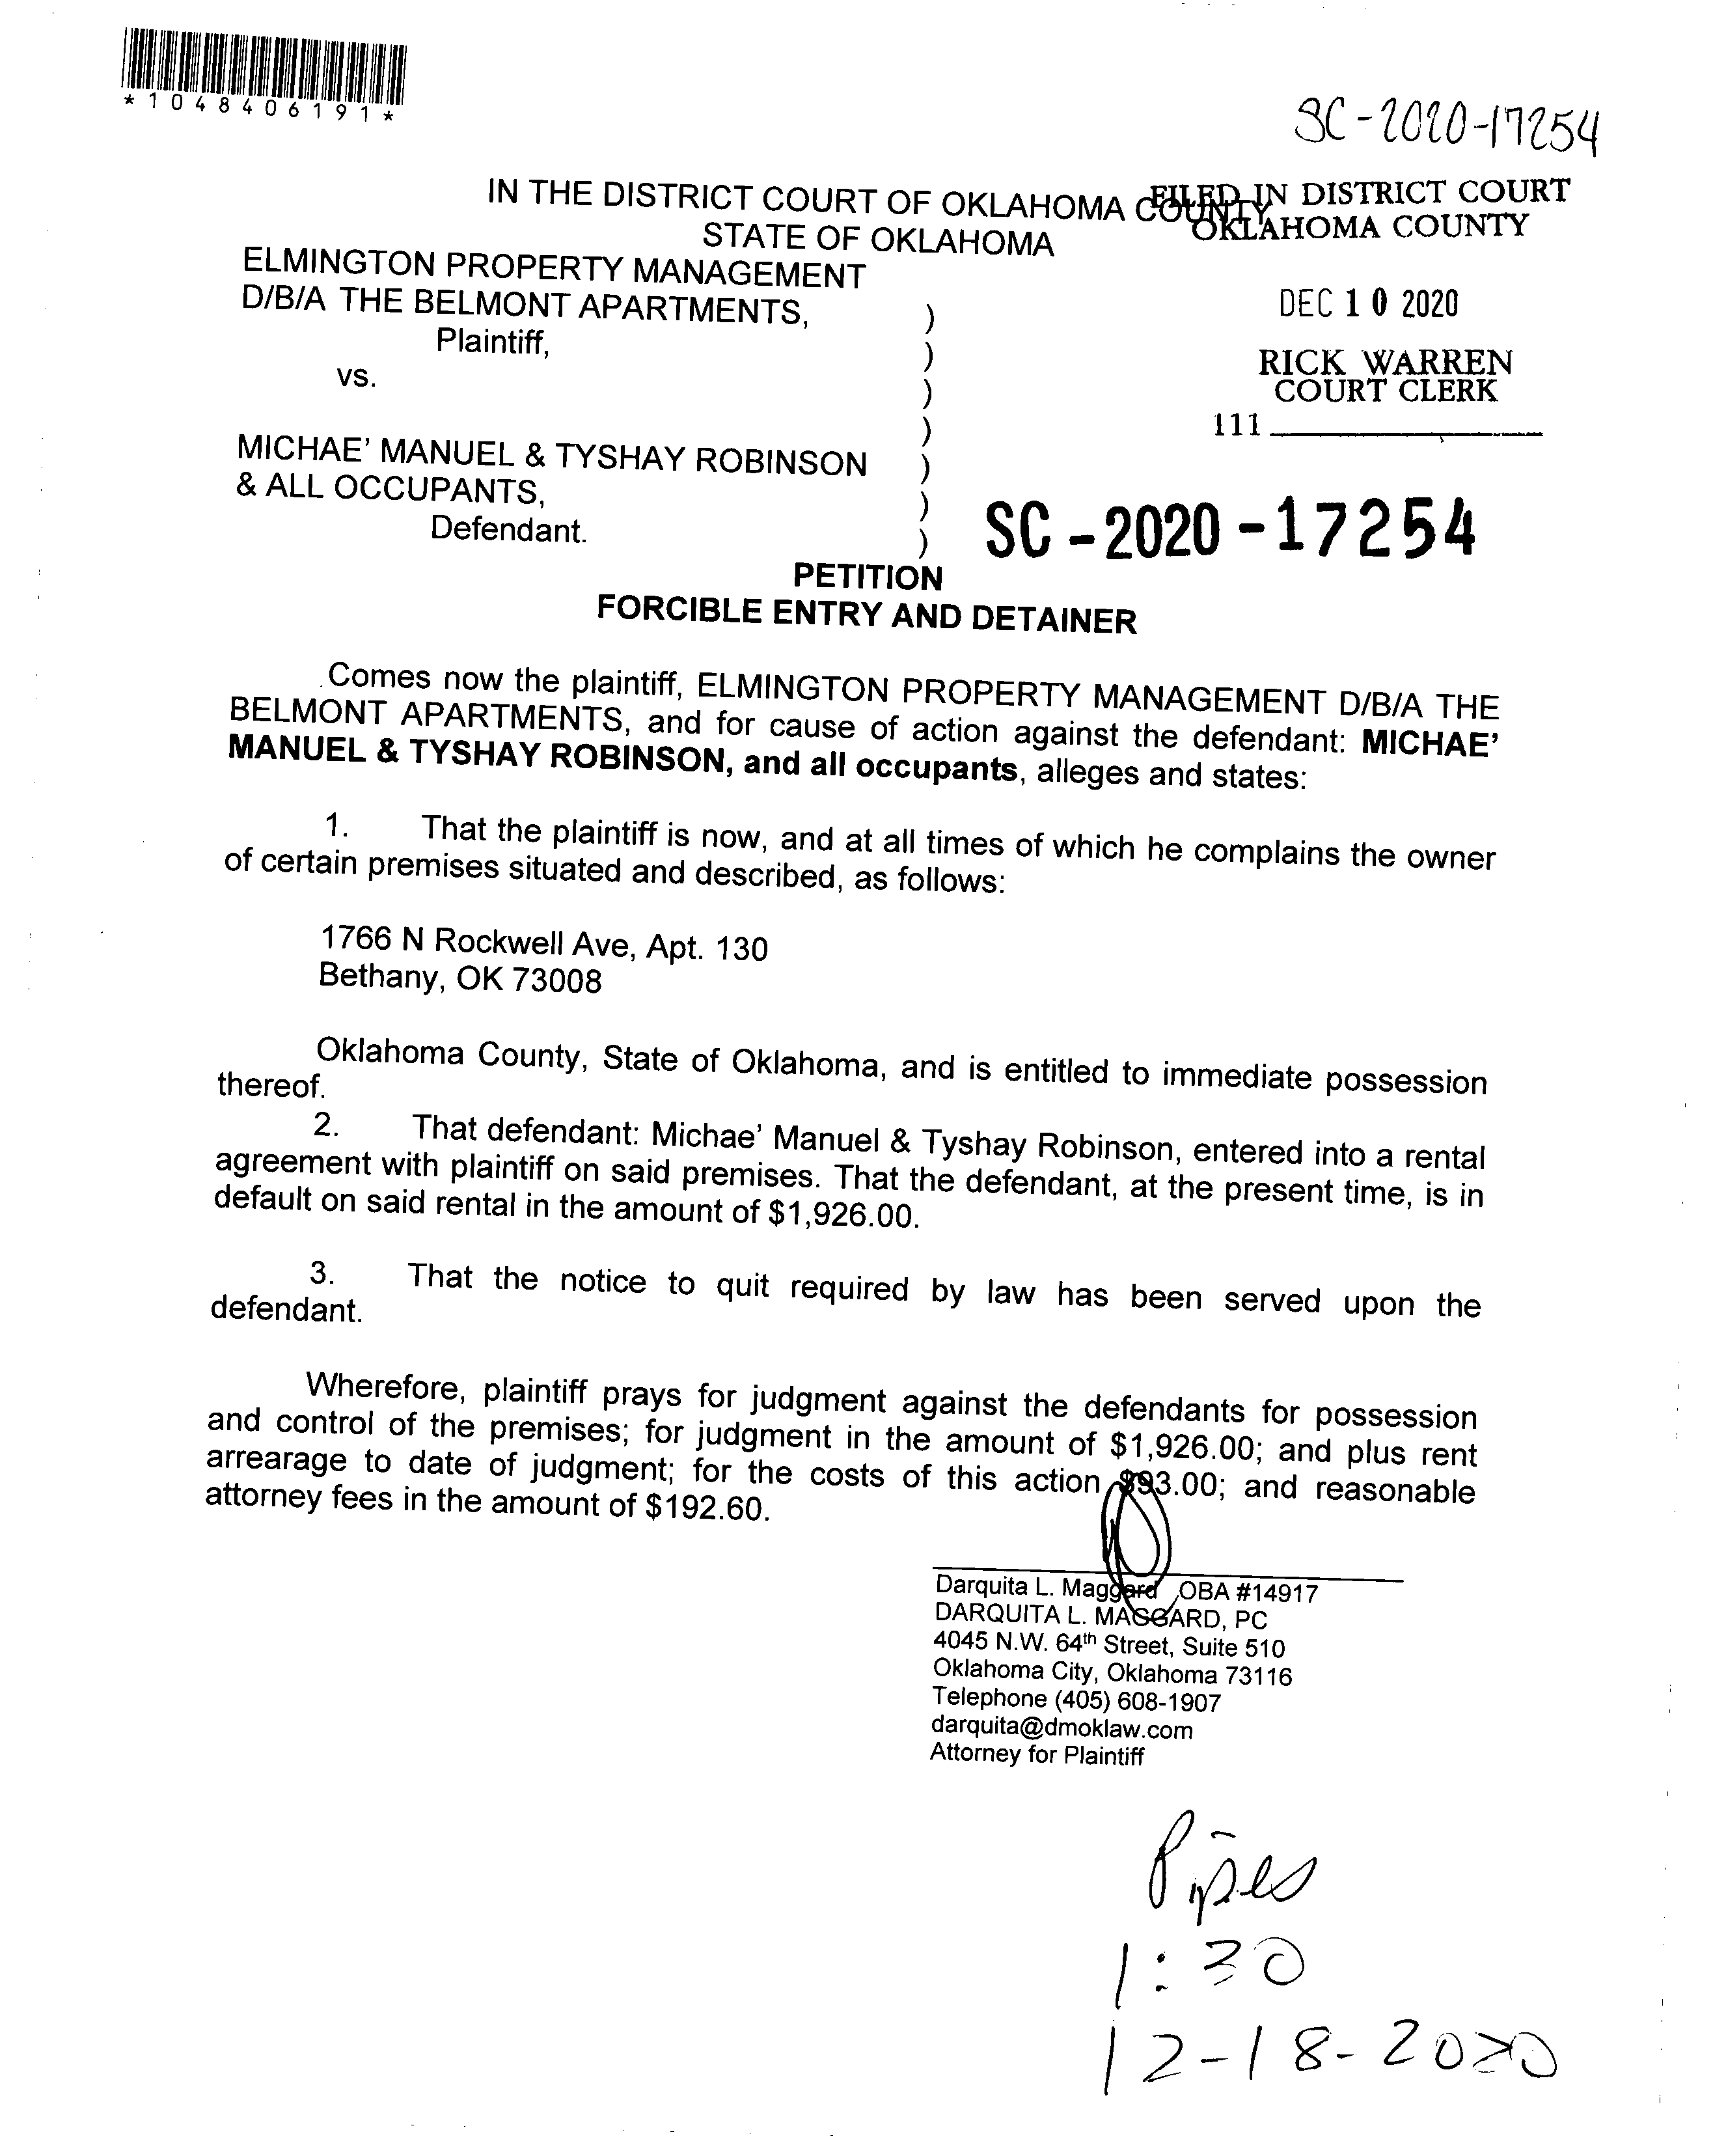 *1048406191*
SC-2020-17254
IN THE DISTRICT COURT OF OKLAHOMA COUNTY
STATE OF OKLAHOMA
FILED IN DISTRICT COURT
OKLAHOMA COUNTY
DEC 10 2020
RICK WARREN
COURT CLERK
111
ELMINGTON PROPERTY MANAGEMENT
D/B/A THE BELMONT APARTMENTS,
)
Plaintiff,
)
vs.
)
)
MICHAE' MANUEL & TYSHAY ROBINSON
)
& ALL OCCUPANTS,
)
Defendant.
)
SC-2020-17254
PETITION
FORCIBLE ENTRY AND DETAINER
Comes now the plaintiff, ELMINGTON PROPERTY MANAGEMENT D/B/A THE
BELMONT APARTMENTS, and for cause of action against the defendant: MICHAE'
MANUEL & TYSHAY ROBINSON, and all occupants, alleges and states:
1. That the plaintiff is now, and at all times of which he complains the owner
of certain premises situated and described, as follows:
1766 N Rockwell Ave, Apt. 130
Bethany, OK 73008
Oklahoma County, State of Oklahoma, and is entitled to immediate possession
thereof.
2. That defendant: Michae' Manuel & Tyshay Robinson, entered into a rental
agreement with plaintiff on said premises. That the defendant, at the present time, is in
default on said rental in the amount of $1,926.00.
3. That the notice to quit required by law has been served upon the
defendant.
Wherefore, plaintiff prays for judgment against the defendants for possession
and control of the premises; for judgment in the amount of $1,926.00; and plus rent
arrearage to date of judgment; for the costs of this action $93.00; and reasonable
attorney fees in the amount of $192.60.
Darquita L. Maggard OBA #14917
DARQUITA L. MAGGARD, PC
4045 N.W. 64th Street, Suite 510
Oklahoma City, Oklahoma 73116
Telephone (405) 608-1907
darquita@dmoklaw.com
Attorney for Plaintiff
Pipes
1:30
12-18-2020